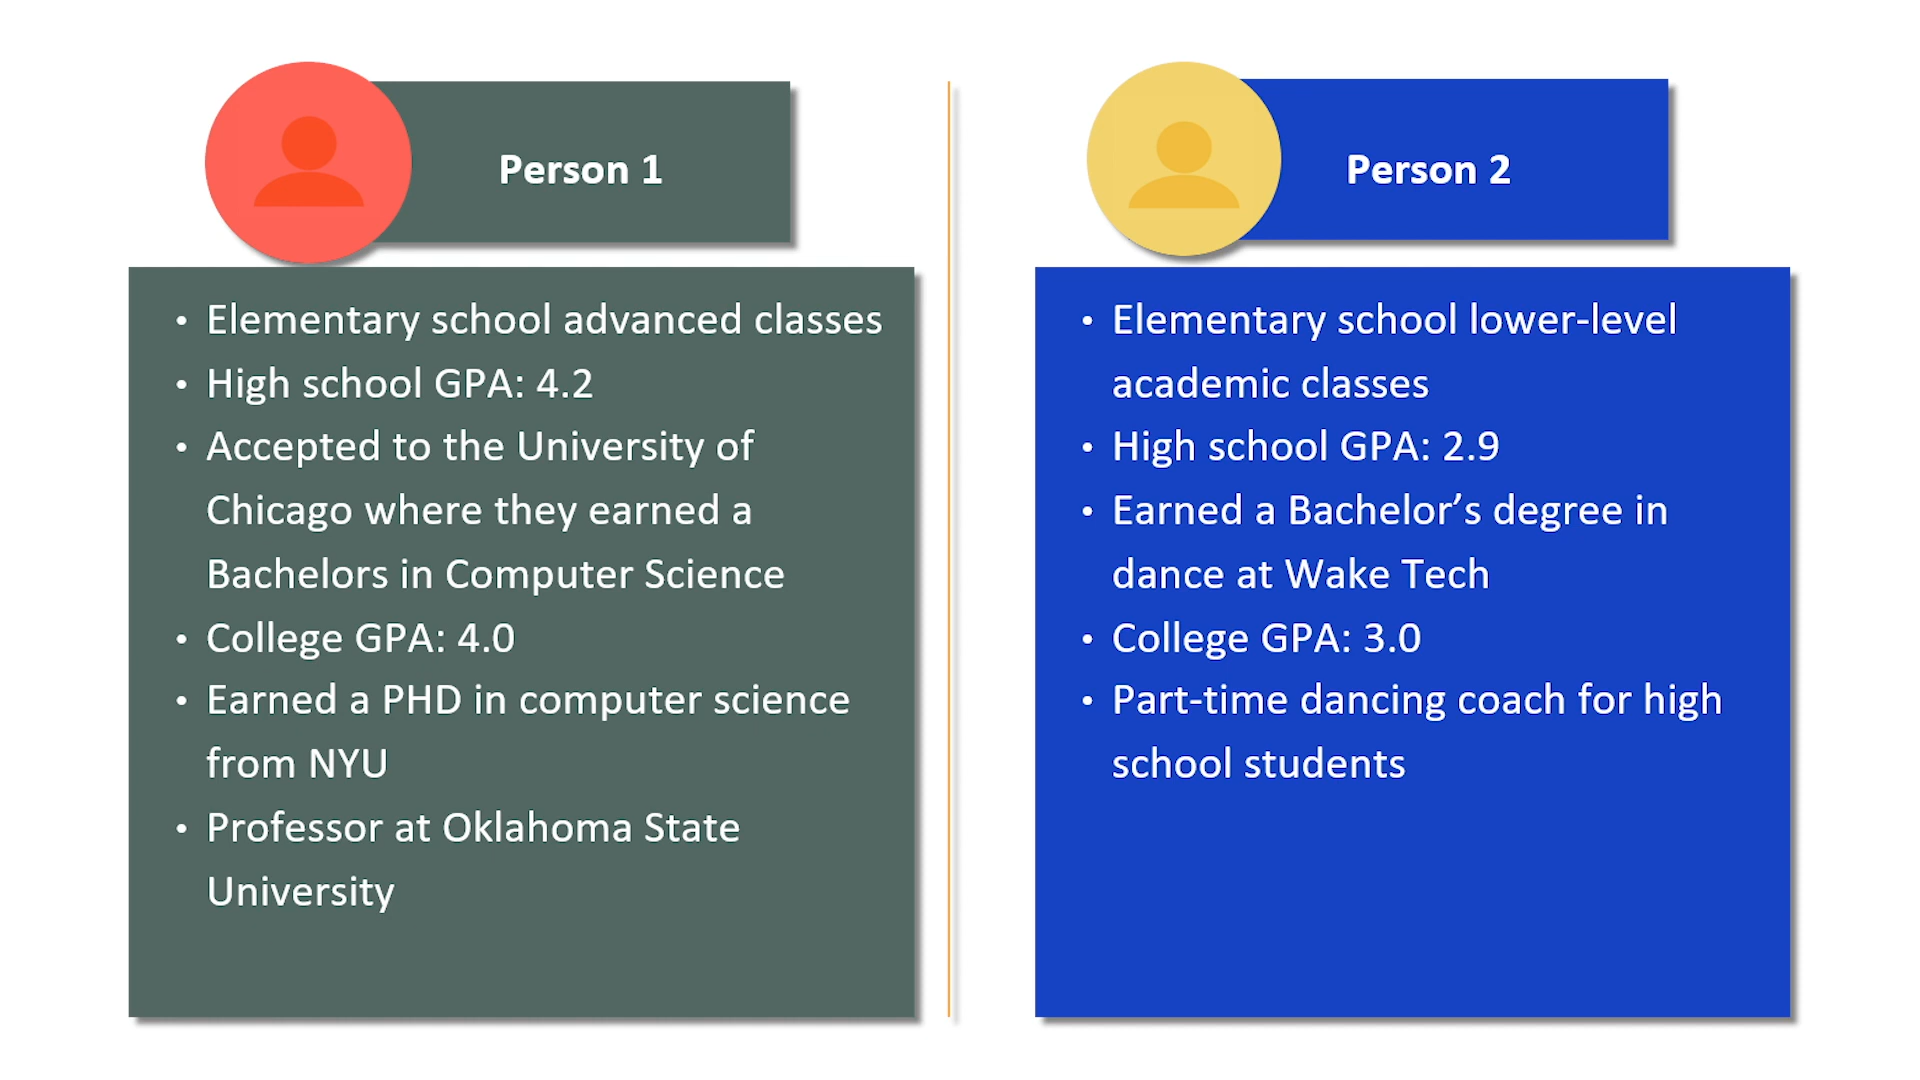 Person 1
• Elementary school advanced classes
• High school GPA: 4.2
• Accepted to the University of
Chicago where they earned a
Bachelors in Computer Science
• College GPA: 4.0
• Earned a PHD in computer science
from NYU
• Professor at Oklahoma State
University
Person 2
• Elementary school lower-level
academic classes
• High school GPA: 2.9
• Earned a Bachelor’s degree in
dance at Wake Tech
• College GPA: 3.0
• Part-time dancing coach for high
school students